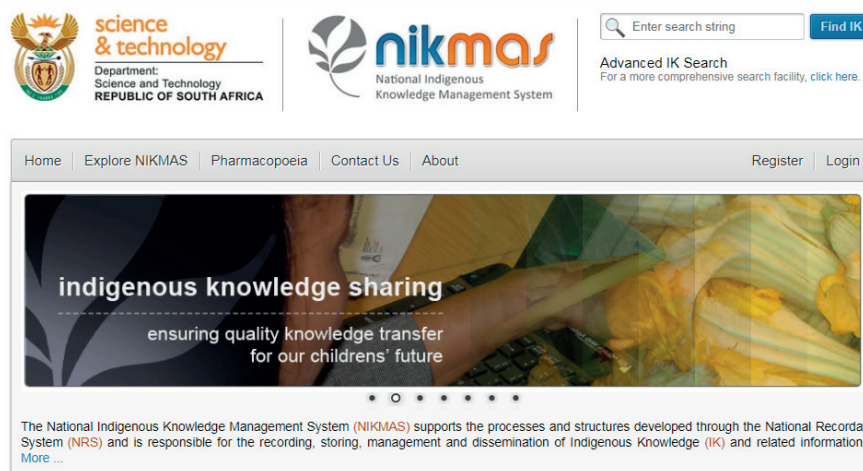 science
& technology
Department:
Science and Technology
REPUBLIC OF SOUTH AFRICA
nikmas
National Indigenous
Knowledge Management System
Enter search string
Find IK
Advanced IK Search
For a more comprehensive search facility, click here.
Home Explore NIKMAS Pharmacopoeia Contact Us About Register Login
indigenous knowledge sharing
ensuring quality knowledge transfer
for our childrens' future
The National Indigenous Knowledge Management System (NIKMAS) supports the processes and structures developed through the National Recorda
System (NRS) and is responsible for the recording, storing, management and dissemination of Indigenous Knowledge (IK) and related information
More ...